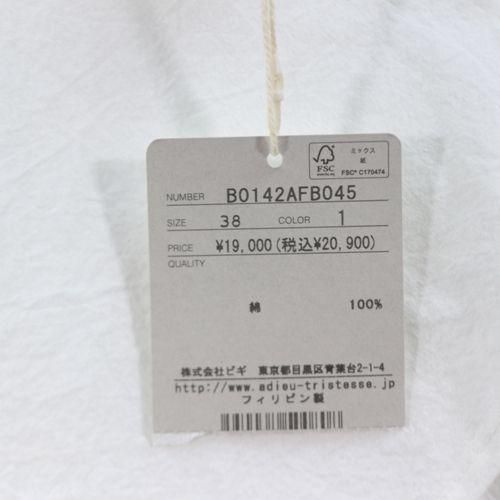 FSC
ミックス
紙
FSC® C170474
NUMBER B0142AFB045
SIZE 38 COLOR 1
PRICE ¥19,000(税込¥20,900)
QUALITY
綿 100%
株式会社ビギ 東京都目黒区青葉台2-1-4
http://www.adieu-tristesse.jp
フィリピン製